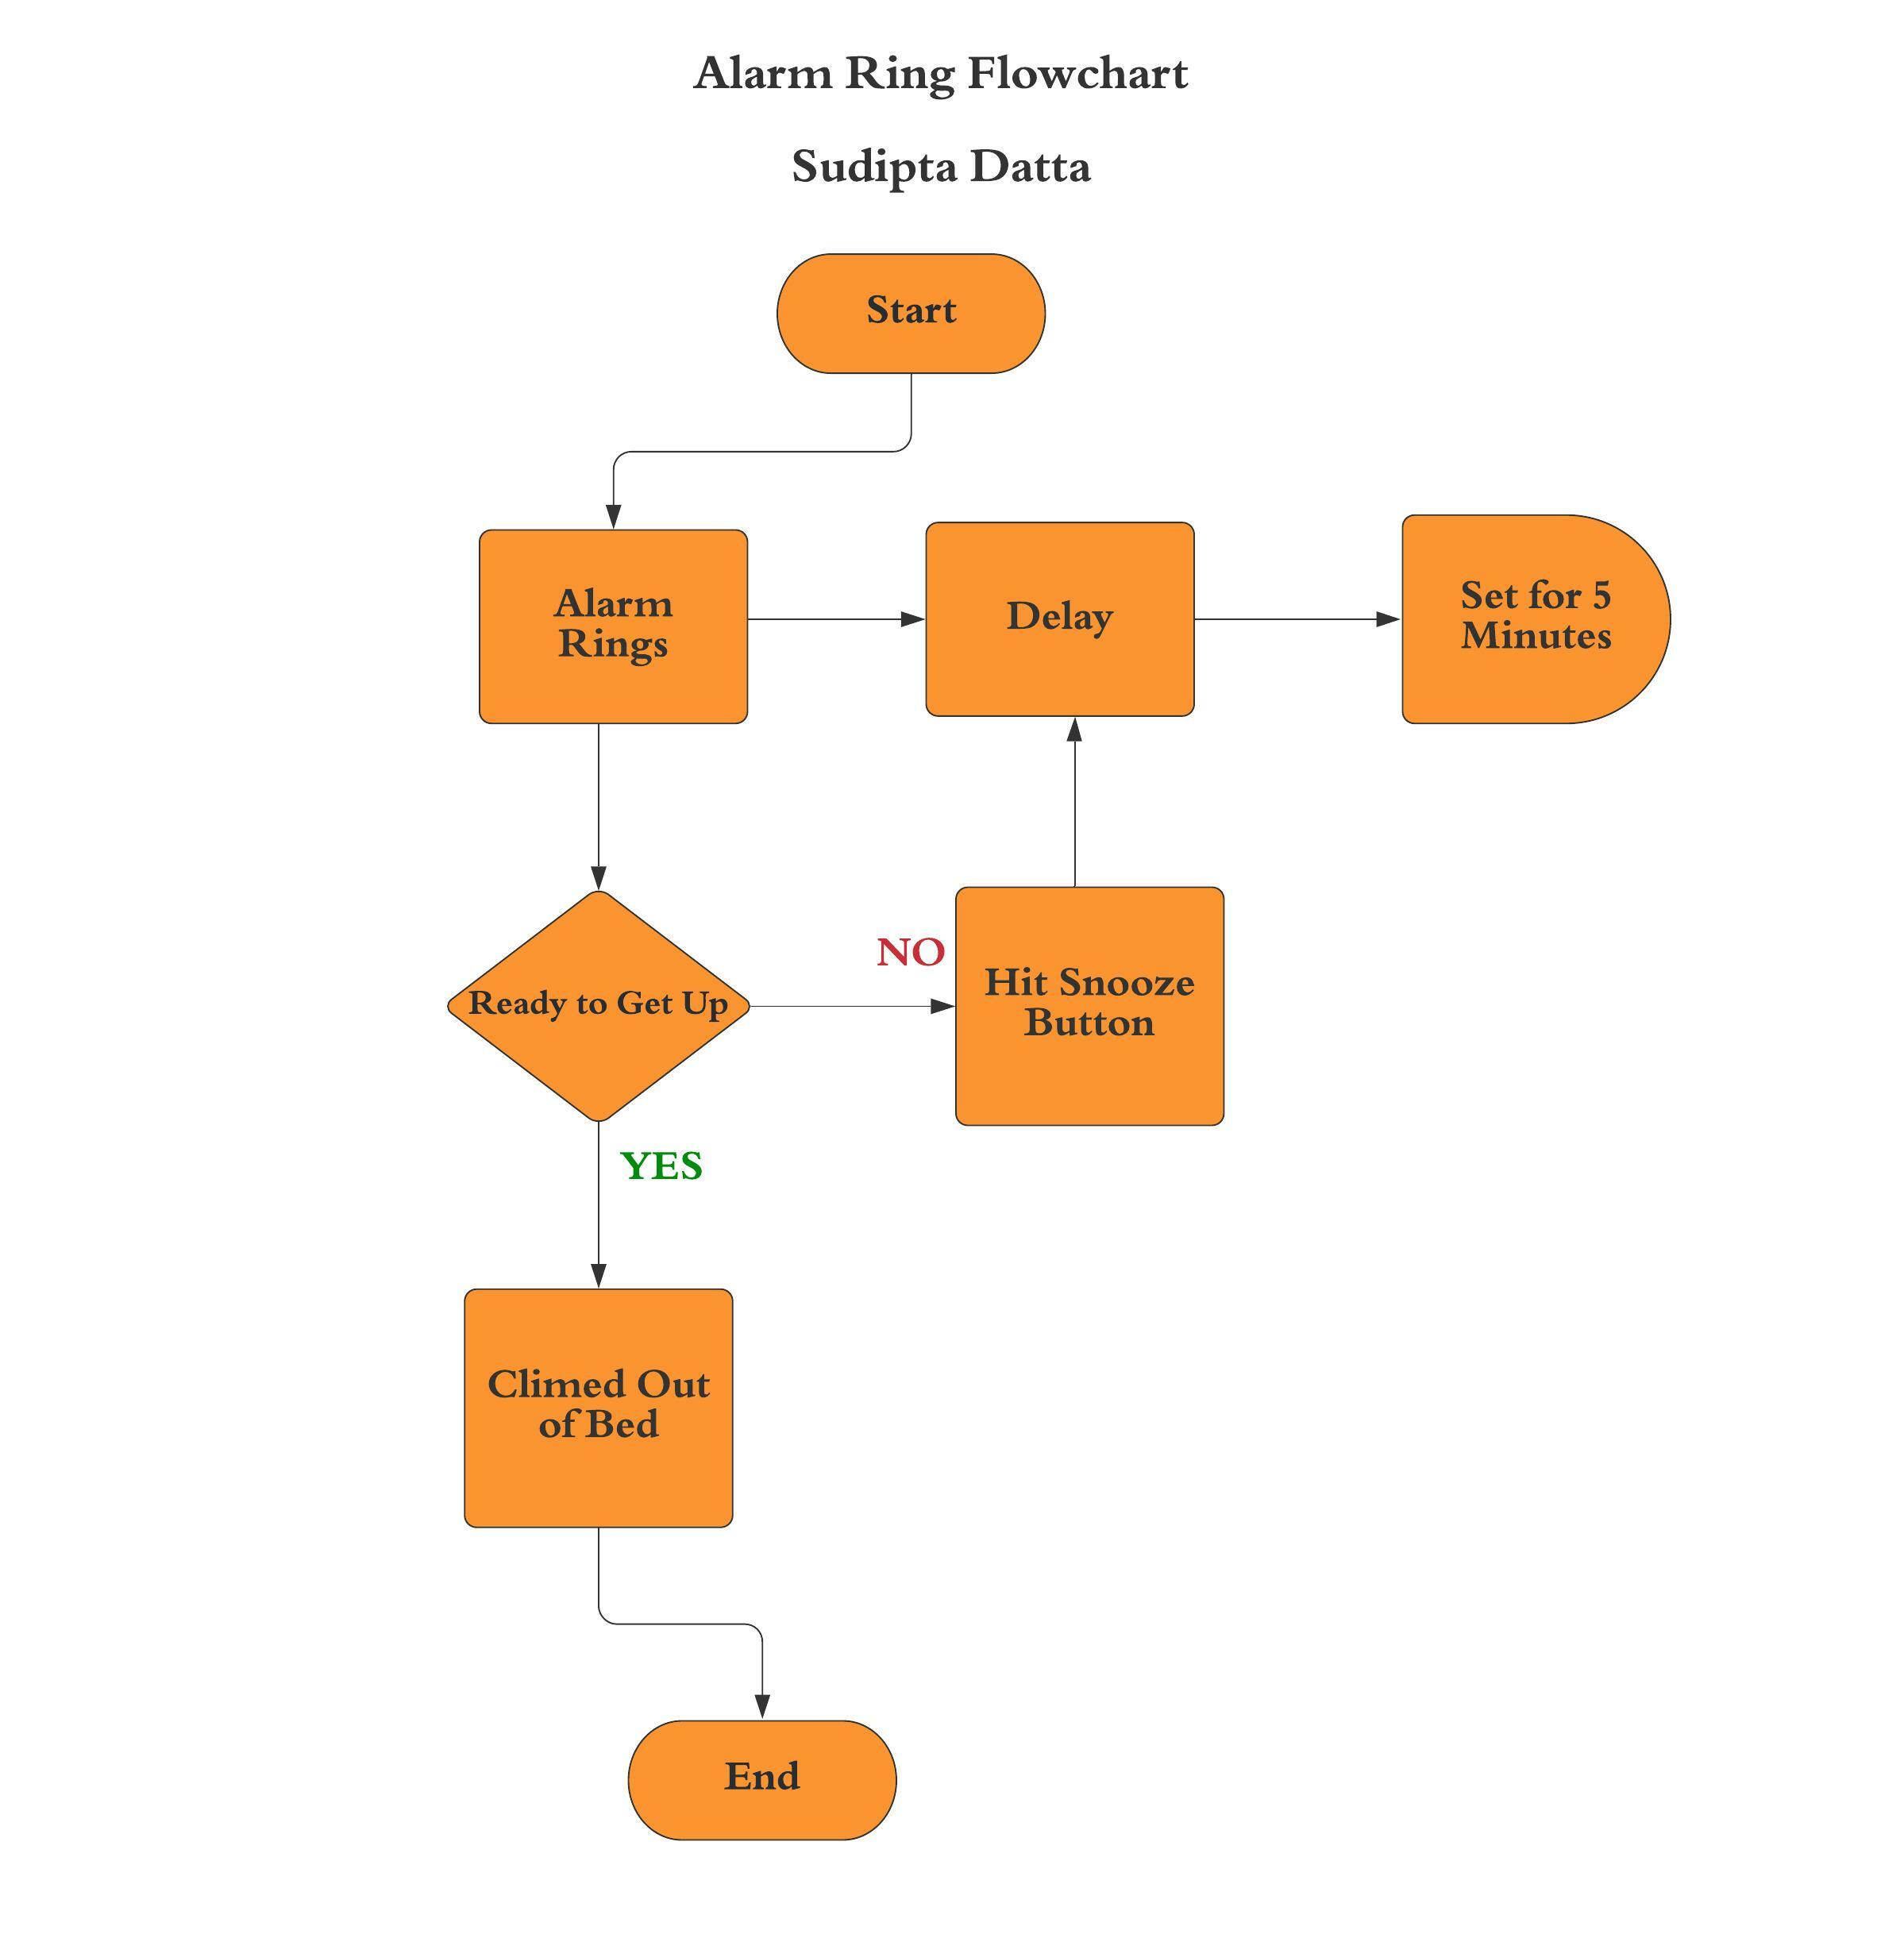 Alarm Ring Flowchart
Sudipta Datta
Start
Alarm
Rings
Delay
Set for 5
Minutes
Ready to Get Up
NO
Hit Snooze
Button
YES
Climed Out
of Bed
End